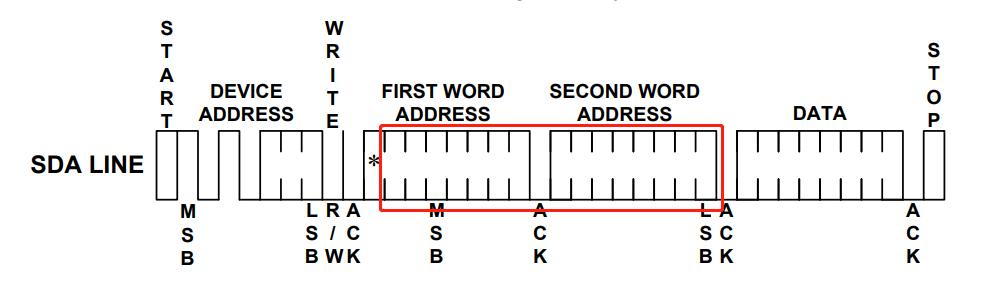 START
WRITE
STOP
DEVICE
ADDRESS
FIRST WORD
ADDRESS
SECOND WORD
ADDRESS
DATA
SDA LINE
*
MSB
LSB
R/W
ACK
MSB
ACK
LSB
ACK
ACK